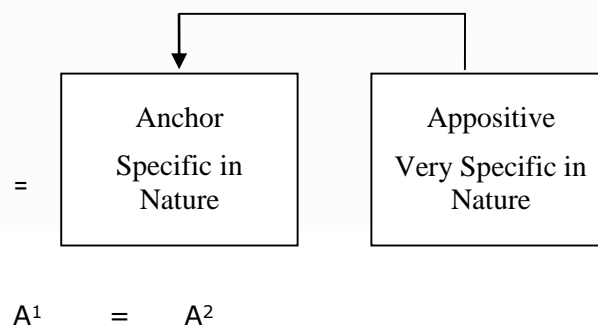 Anchor
Specific in
Nature
Appositive
Very Specific in
Nature
=
A¹ = A²